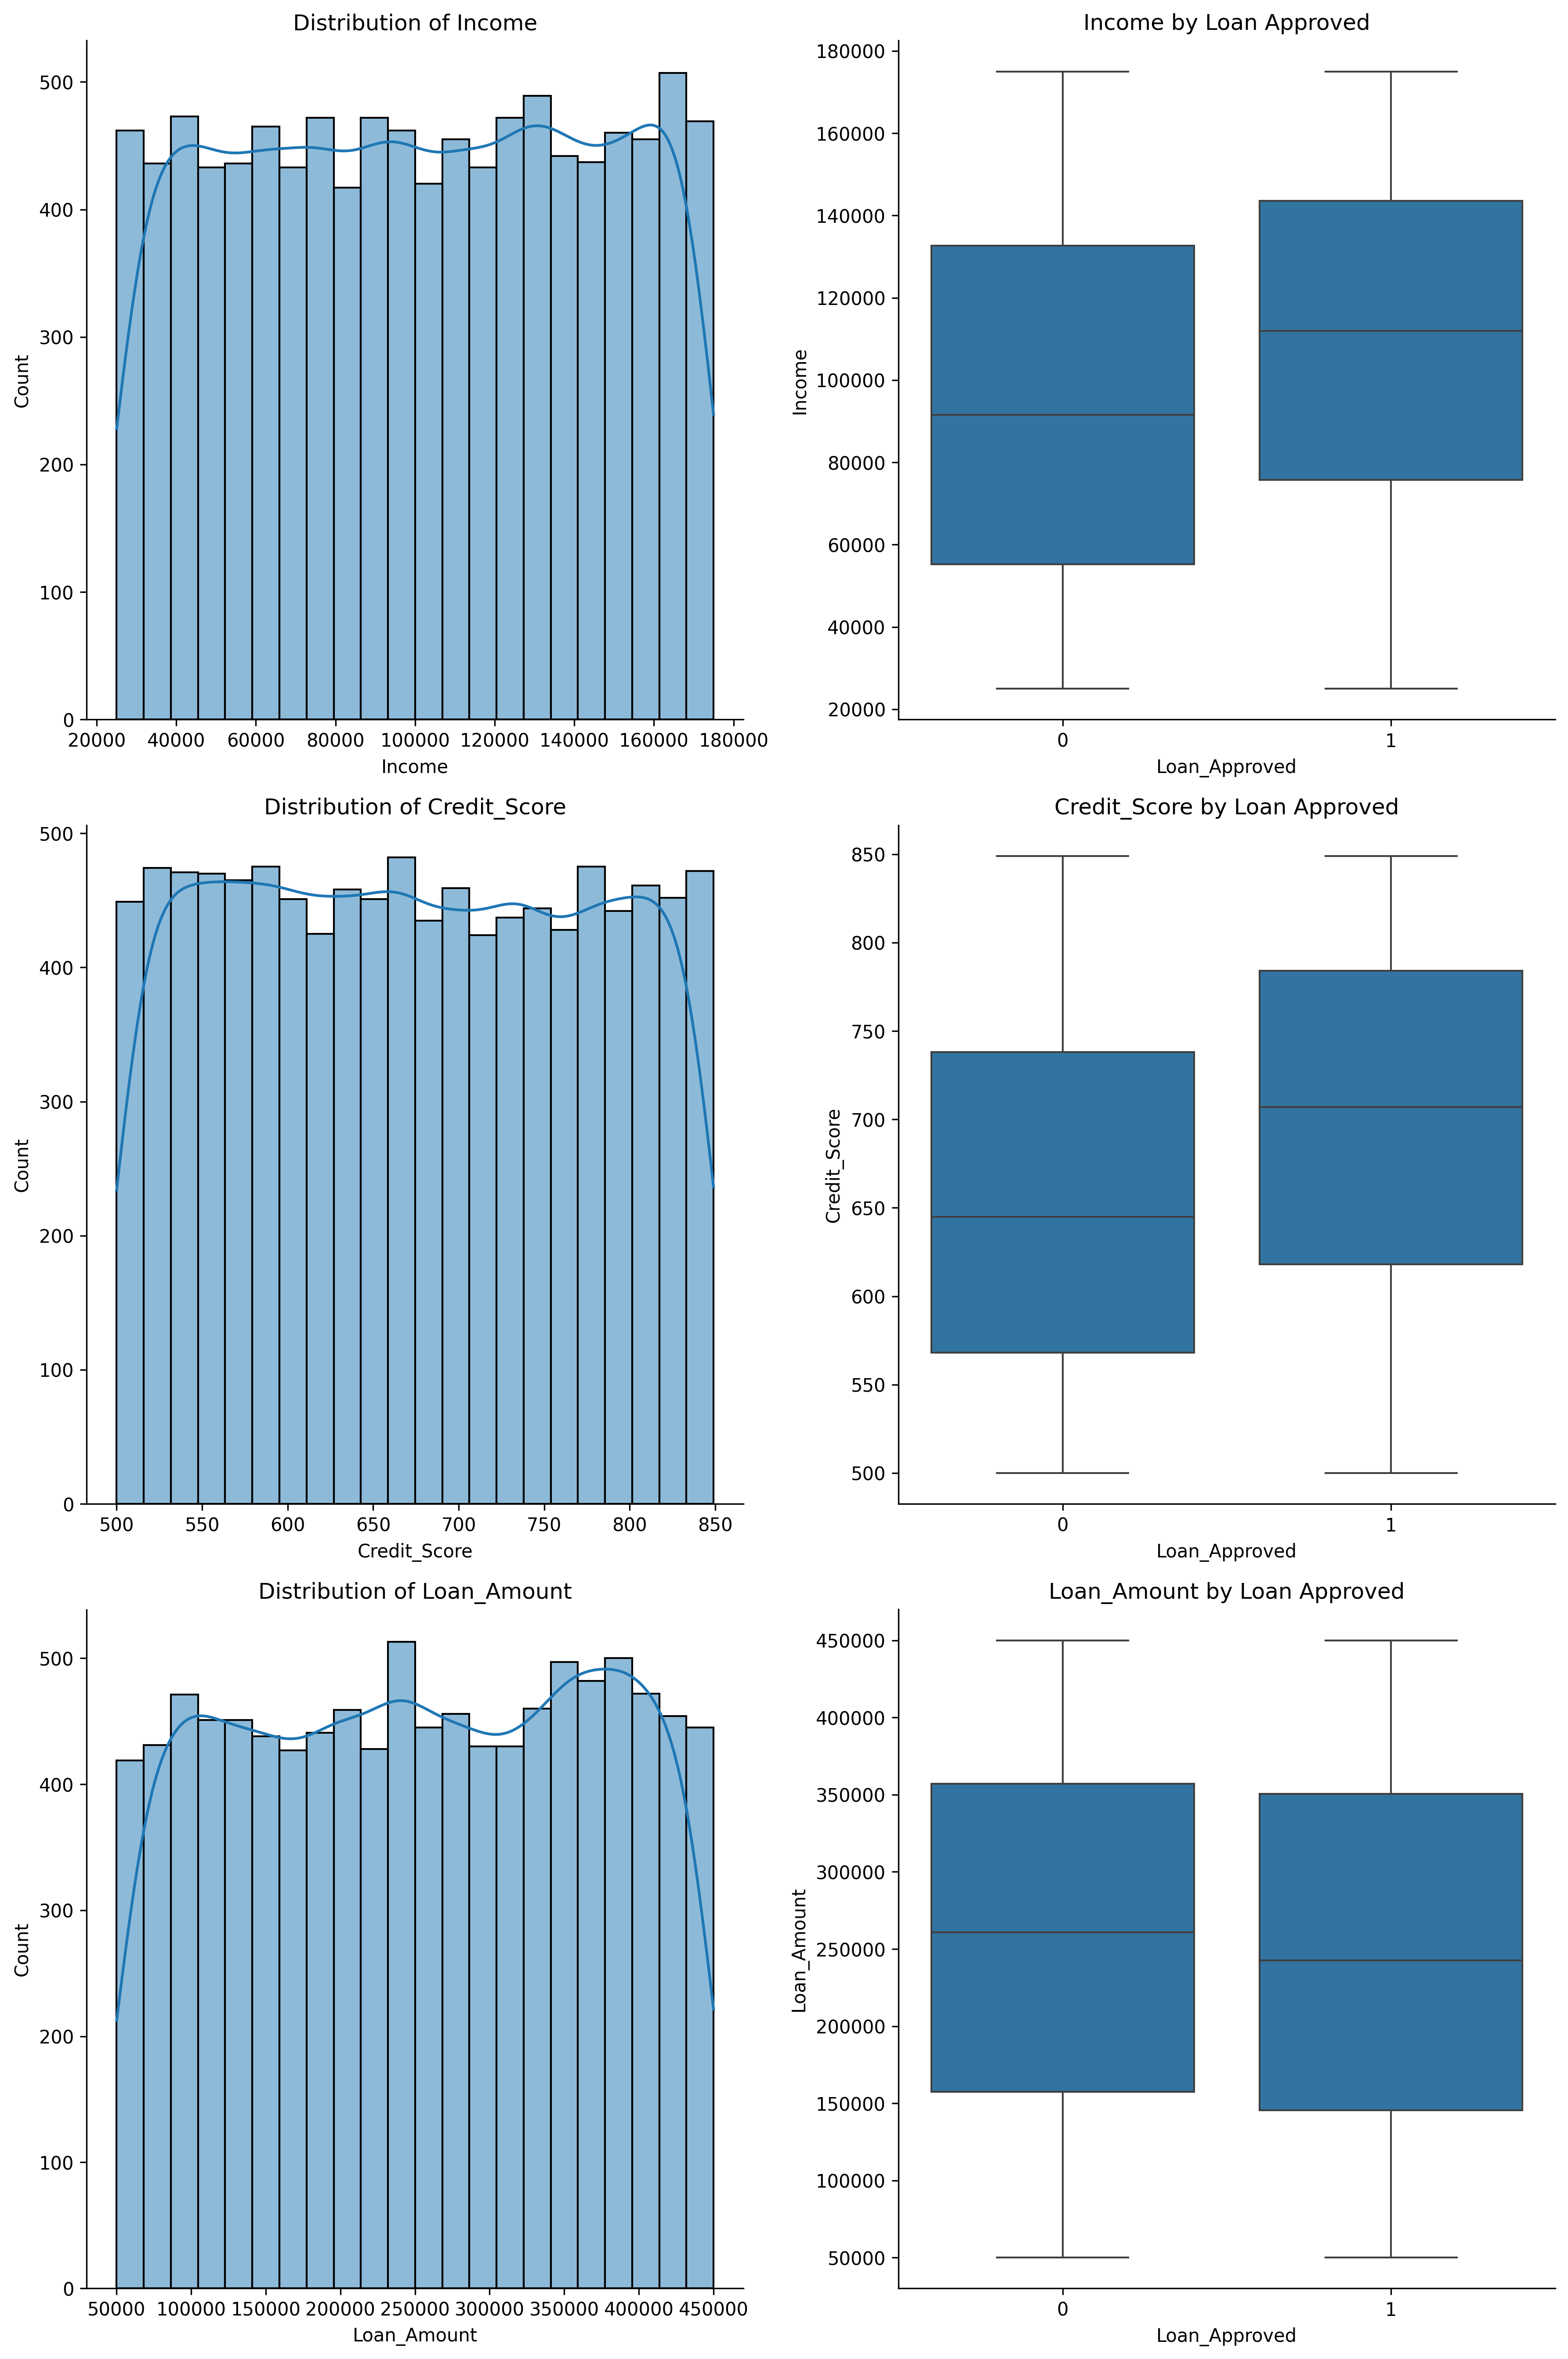 Distribution of Income
500
400
300
200
100
0
Count
20000 40000 60000 80000 100000 120000 140000 160000 180000
Income
Income by Loan Approved
180000
160000
140000
120000
100000
80000
60000
40000
20000
Income
0 1
Loan_Approved
Distribution of Credit_Score
500
400
300
200
100
0
Count
500 550 600 650 700 750 800 850
Credit_Score
Credit_Score by Loan Approved
850
800
750
700
650
600
550
500
Credit_Score
0 1
Loan_Approved
Distribution of Loan_Amount
500
400
300
200
100
0
Count
50000 100000 150000 200000 250000 300000 350000 400000 450000
Loan_Amount
Loan_Amount by Loan Approved
450000
400000
350000
300000
250000
200000
150000
100000
50000
Loan_Amount
0 1
Loan_Approved